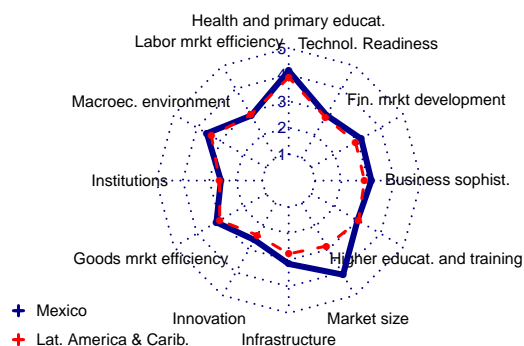 Health and primary educat.
Labor mrkt efficiency
Technol. Readiness
5
4
Macroec. environment
Fin. mrkt development
3
2
1
Institutions
Business sophist.
Goods mrkt efficiency
Higher educat. and training
Innovation
Market size
Infrastructure
Mexico
Lat. America & Carib.